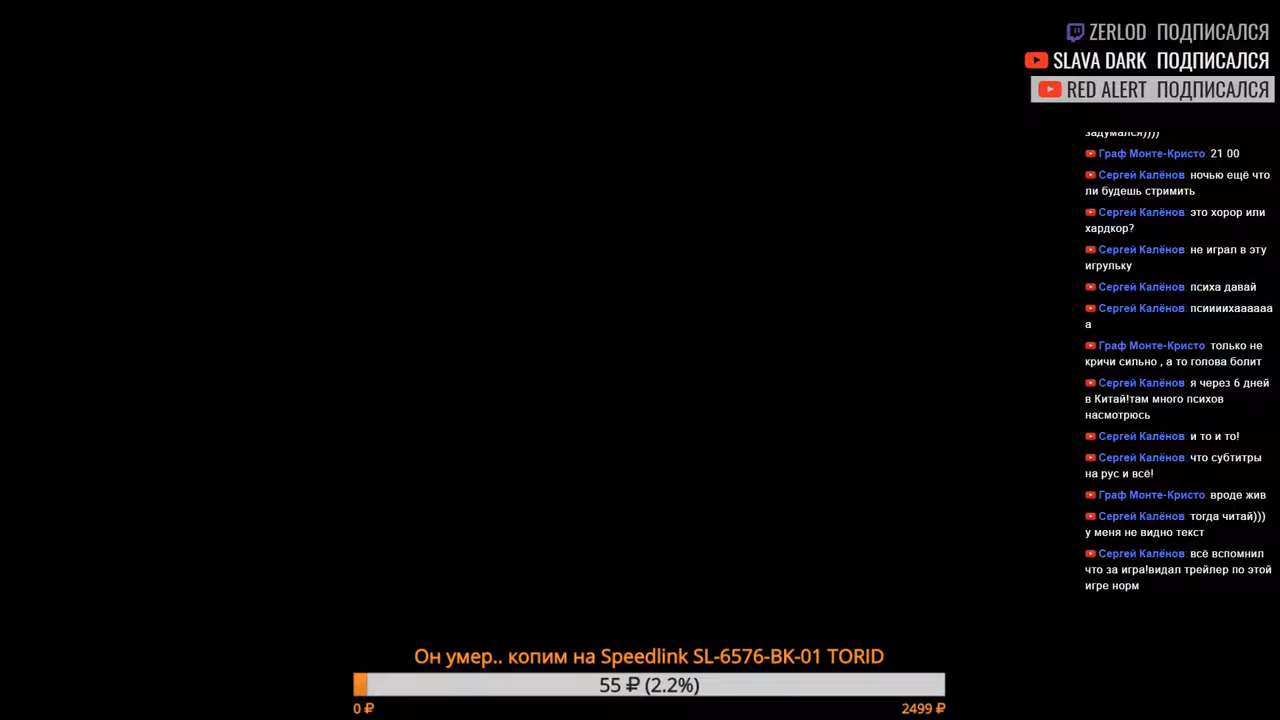 ZERLOD ПОДПИСАЛСЯ
SLAVA DARK ПОДПИСАЛСЯ
RED ALERT ПОДПИСАЛСЯ
задумался))))
Граф Монте-Кристо: 21 00
Сергей Калёнов: ночью ещё что
ли будешь стримить
Сергей Калёнов: это хорор или
хардкор?
Сергей Калёнов: не играл в эту
игрульку
Сергей Калёнов: психа давай
Сергей Калёнов: псиииихаааааа
а
Граф Монте-Кристо: только не
кричи сильно , а то голова болит
Сергей Калёнов: я через 6 дней
в Китай!там много психов
насмотрюсь
Сергей Калёнов: и то и то!
Сергей Калёнов: что субтитры
на рус и всё!
Граф Монте-Кристо: вроде жив
Сергей Калёнов: тогда читай)))
у меня не видно текст
Сергей Калёнов: всё вспомнил
что за игра!видал трейлер по этой
игре норм
Он умер.. копим на Speedlink SL-6576-BK-01 TORID
55 ₽ (2.2%)
0 ₽ 2499 ₽